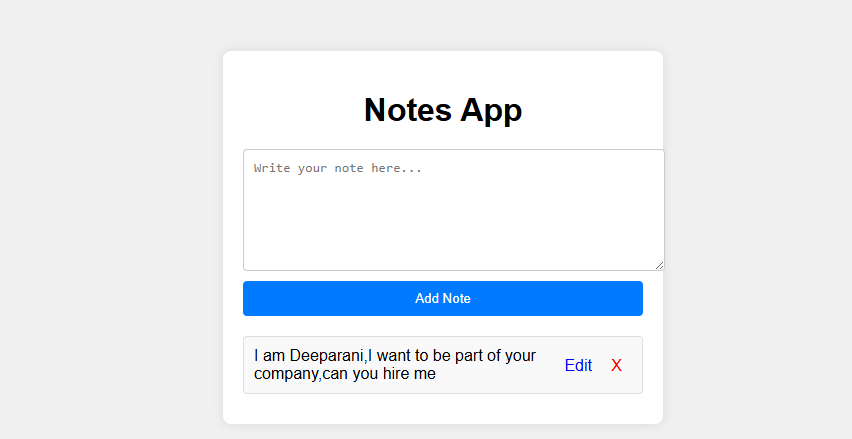 Notes App
Write your note here...
Add Note
I am Deeparani,I want to be part of your
company,can you hire me
Edit
X